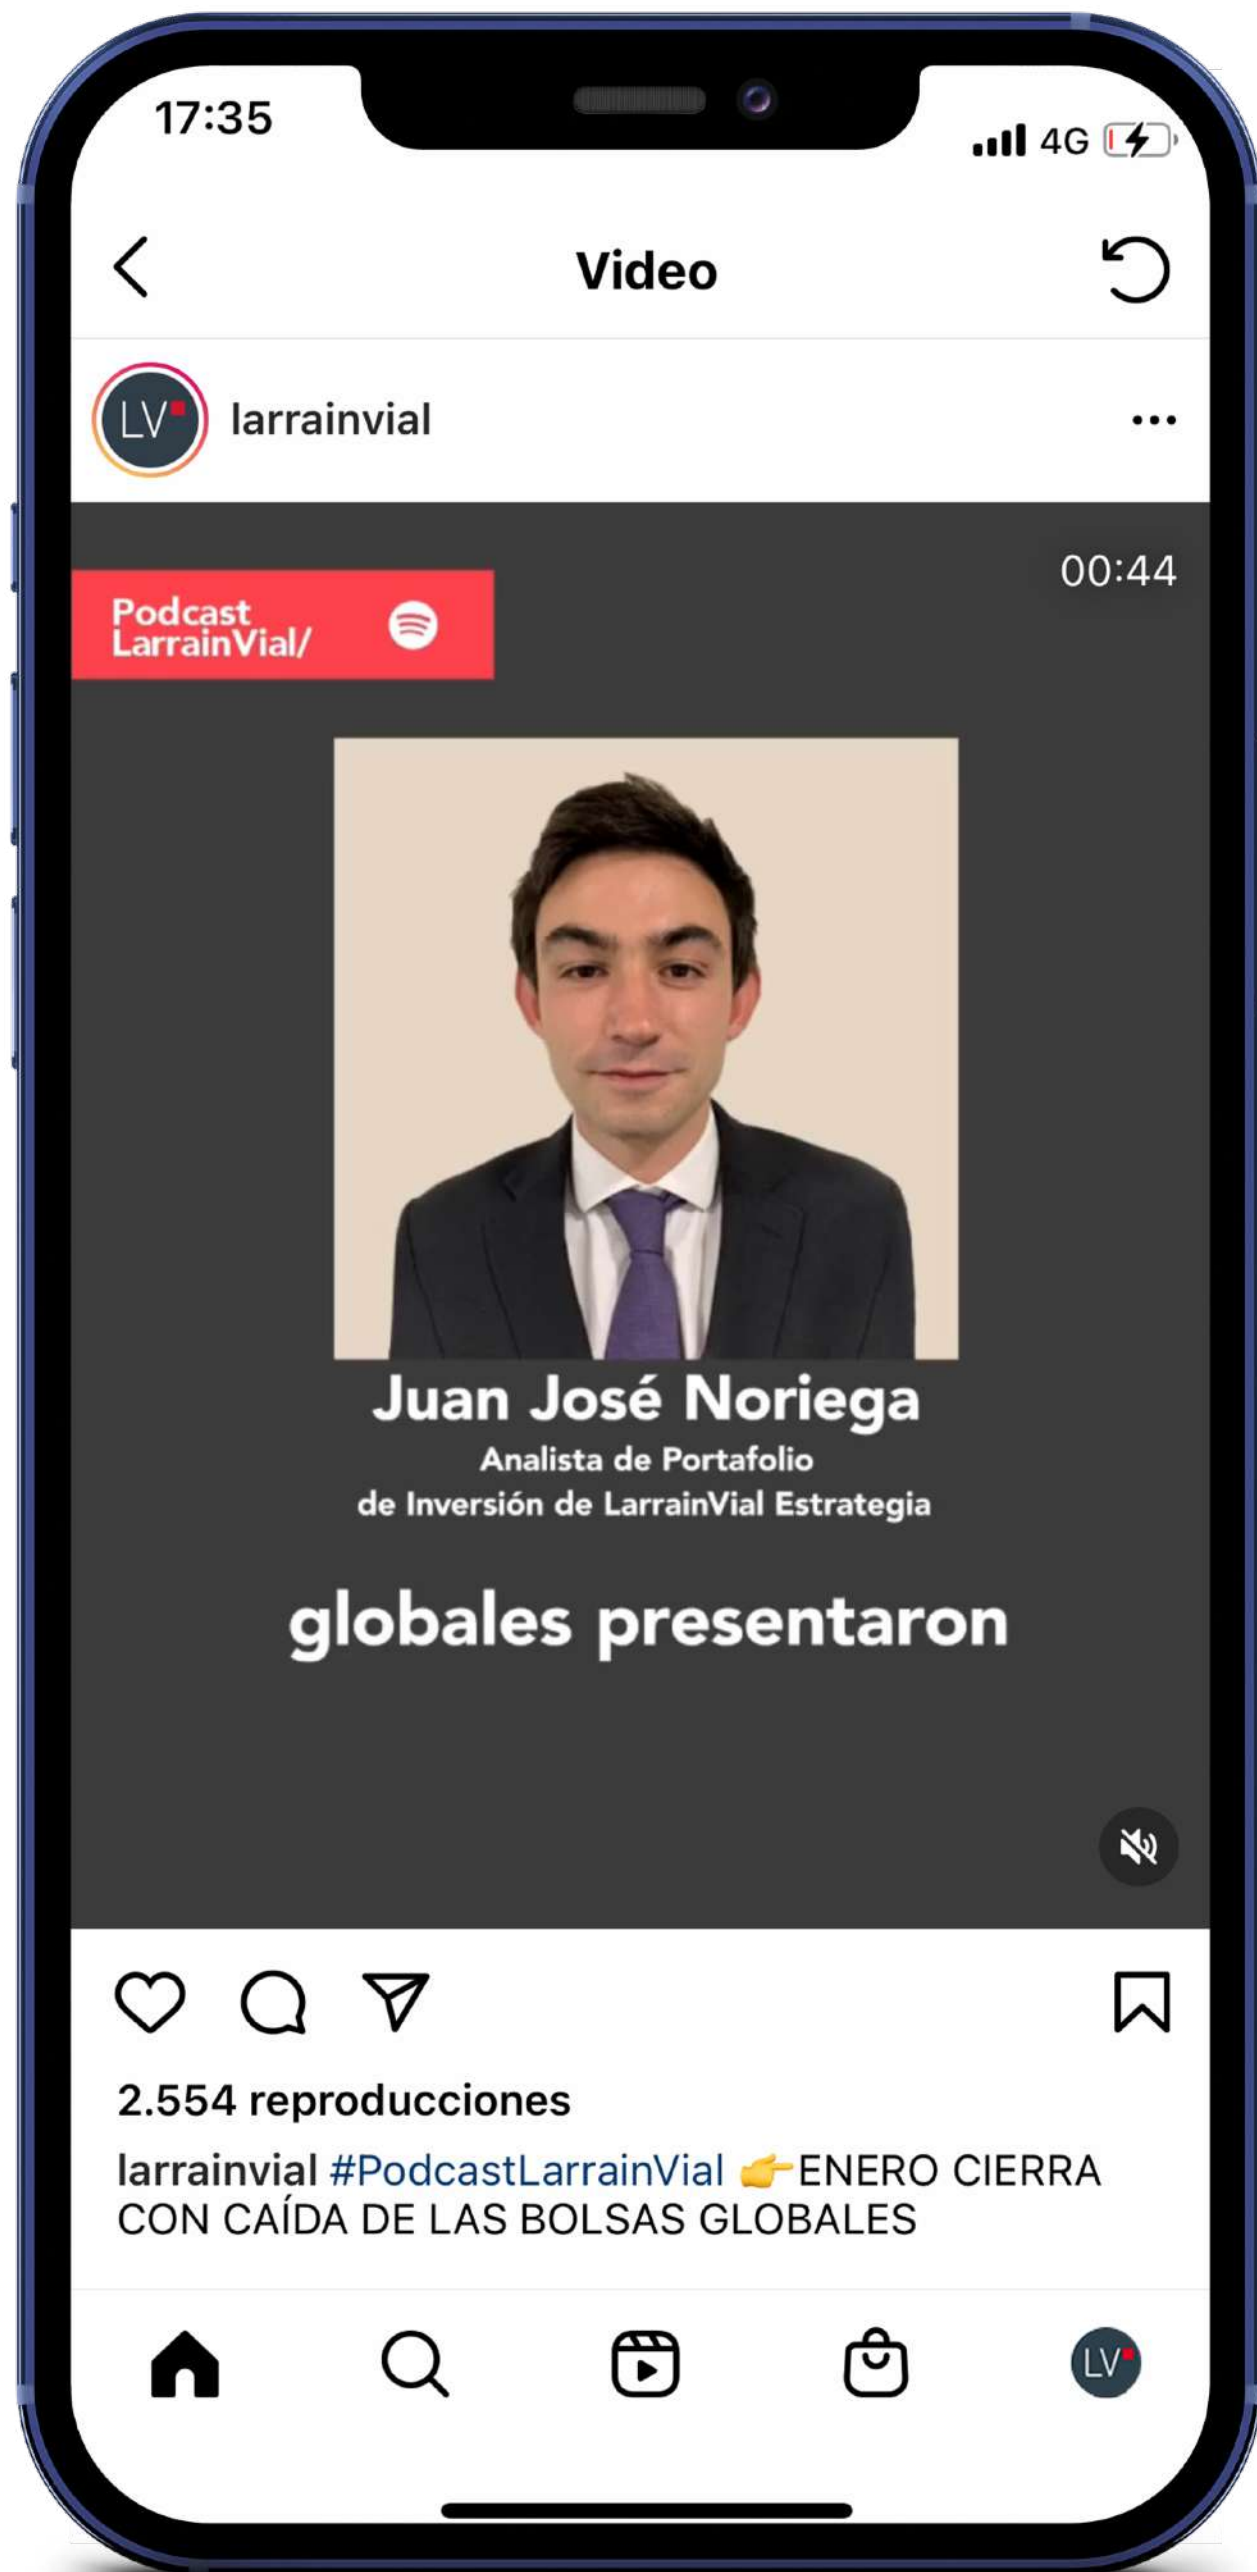 17:35
4G
Video
LV
larrainvial
00:44
Podcast
LarrainVial/
Juan José Noriega
Analista de Portafolio
de Inversión de LarrainVial Estrategia
globales presentaron
2.554 reproducciones
larrainvial #PodcastLarrainVial 👉ENERO CIERRA
CON CAÍDA DE LAS BOLSAS GLOBALES
LV